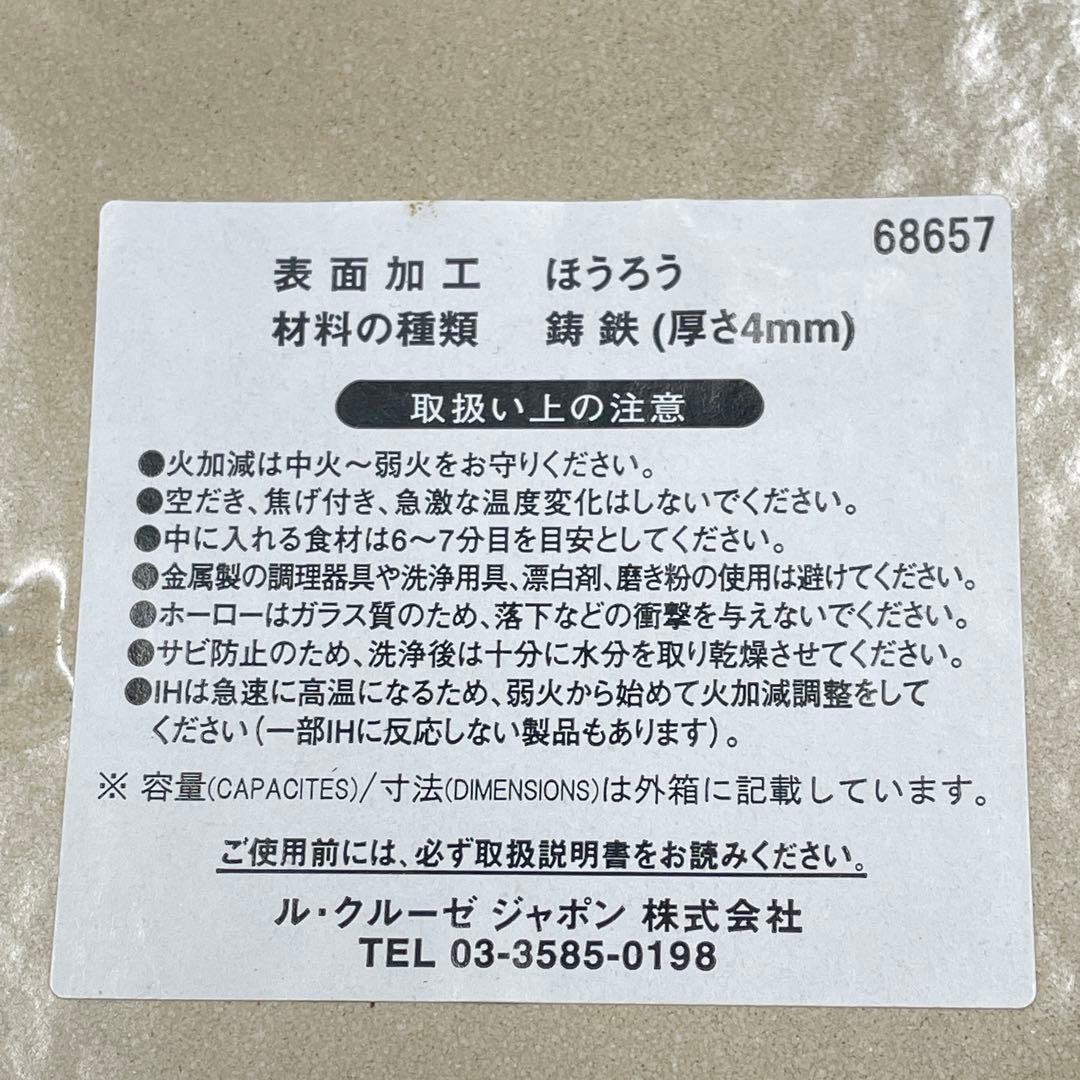 68657
表面加工　ほうろう
材料の種類　鋳鉄(厚さ4mm)
取扱い上の注意
●火加減は中火～弱火をお守りください。
●空だき、焦げ付き、急激な温度変化はしないでください。
●中に入れる食材は6～7分目を目安としてください。
●金属製の調理器具や洗浄用具、漂白剤、磨き粉の使用は避けてください。
●ホーローはガラス質のため、落下などの衝撃を与えないでください。
●サビ防止のため、洗浄後は十分に水分を取り乾燥させてください。
●IHは急速に高温になるため、弱火から始めて火加減調整をして
ください(一部IHに反応しない製品もあります)。
※ 容量(CAPACITÉS)/寸法(DIMENSIONS)は外箱に記載しています。
ご使用前には、必ず取扱説明書をお読みください。
ル・クルーゼ ジャポン 株式会社
TEL 03-3585-0198